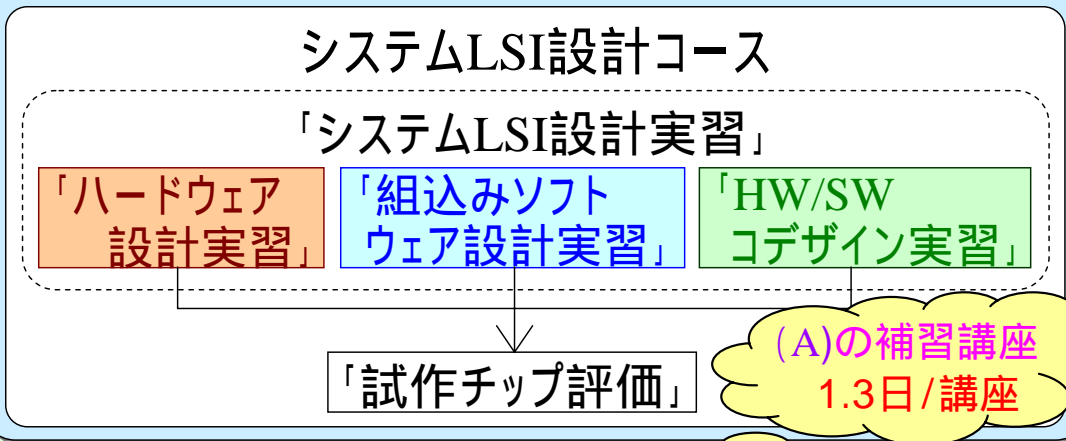 システムLSI設計コース
「システムLSI設計実習」
「ハードウェア
設計実習」
「組込みソフト
ウェア設計実習」
「HW/SW
コデザイン実習」
「試作チップ評価」
(A)の補習講座
1.3日/講座